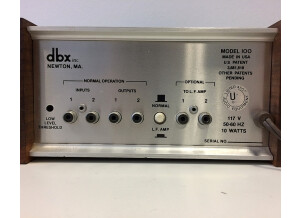 dbx INC.
NEWTON, MA.
MODEL 100
MADE IN USA
U.S. PATENT
OTHER PATENTS
PENDING
NORMAL OPERATION
OPTIONAL
INPUTS
OUTPUTS
TO L.F. AMP
1 2 1 2 NORMAL 1 2
LOW
LEVEL
THRESHOLD
L.F. AMP
U
117 V
50-60 HZ
10 WATTS
SERIAL NO.